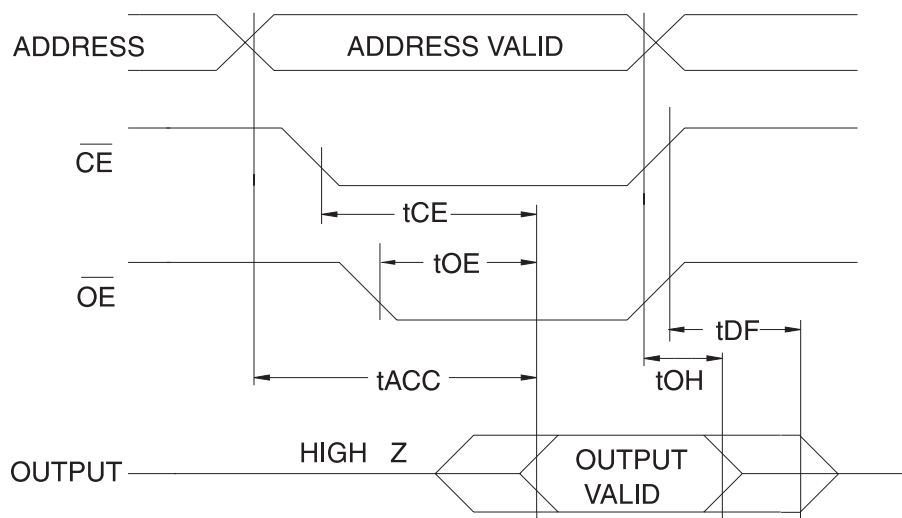 ADDRESS
ADDRESS VALID
CE
tCE
tOE
OE
tDF
tACC
tOH
HIGH Z
OUTPUT
OUTPUT
VALID